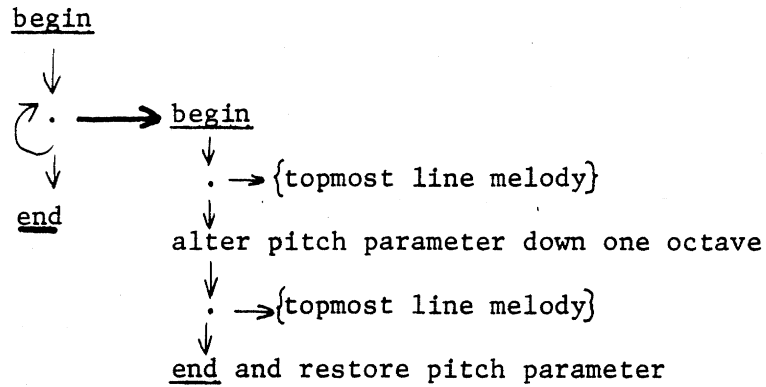 begin
begin
{topmost line melody}
end
alter pitch parameter down one octave
{topmost line melody}
end and restore pitch parameter